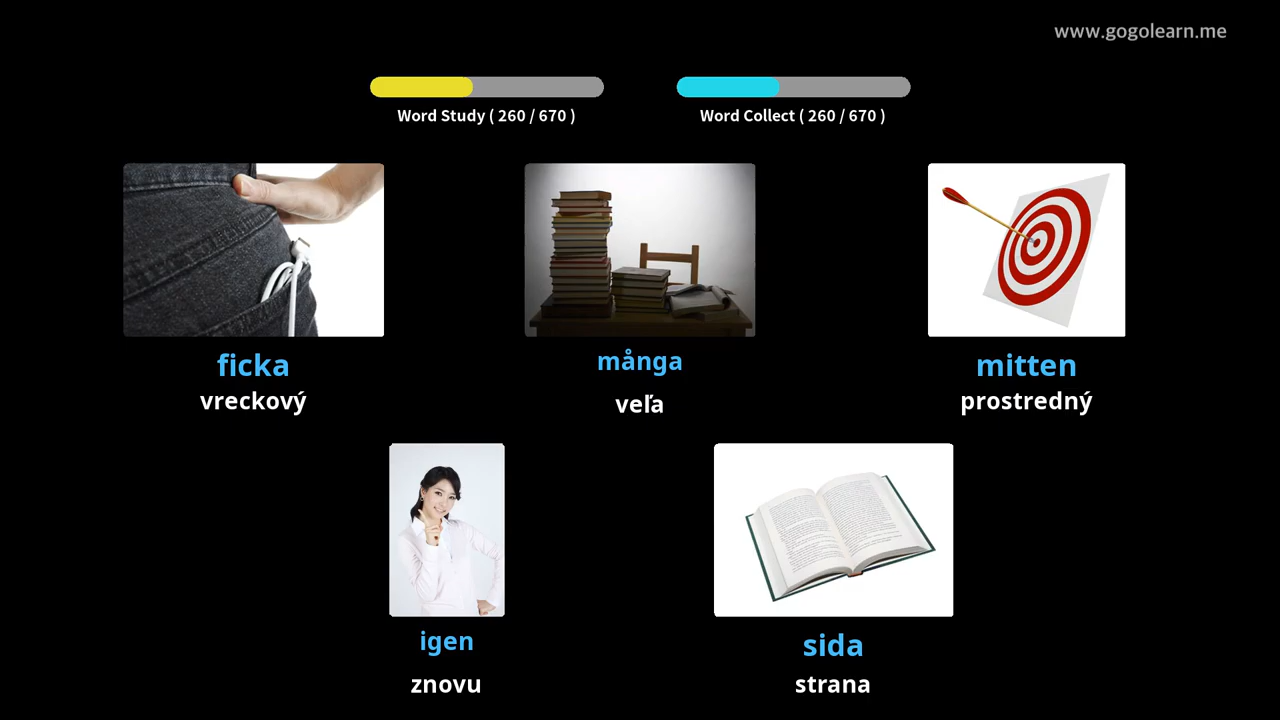 www.gogolearn.me
Word Study ( 260 / 670 )
Word Collect ( 260 / 670 )
ficka
vreckový
många
veľa
mitten
prostredný
igen
znovu
sida
strana